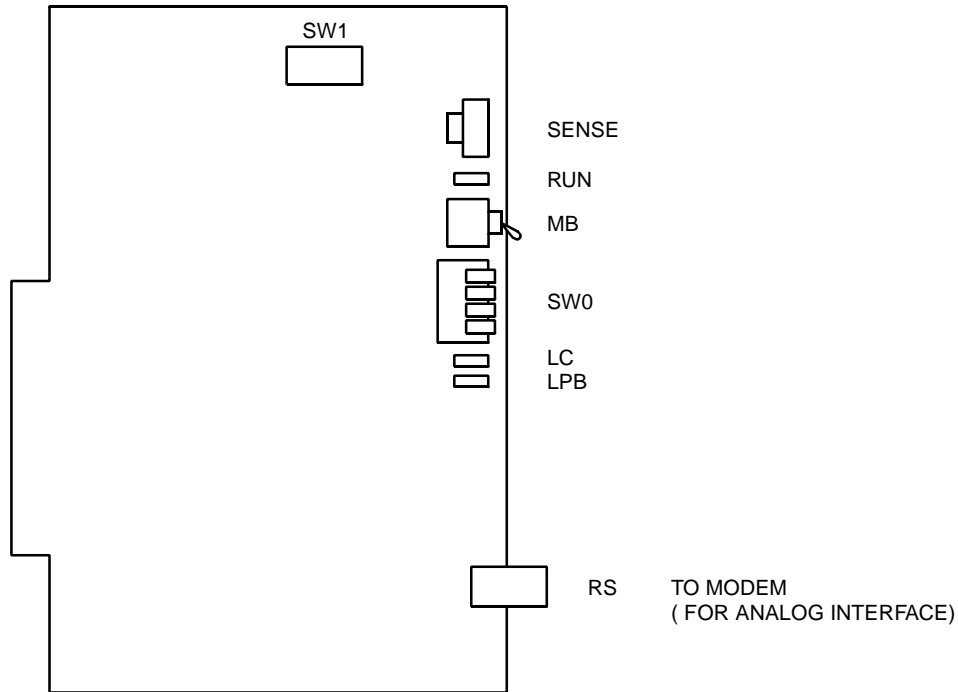 SW1
SENSE
RUN
MB
SW0
LC
LPB
RS TO MODEM
( FOR ANALOG INTERFACE)